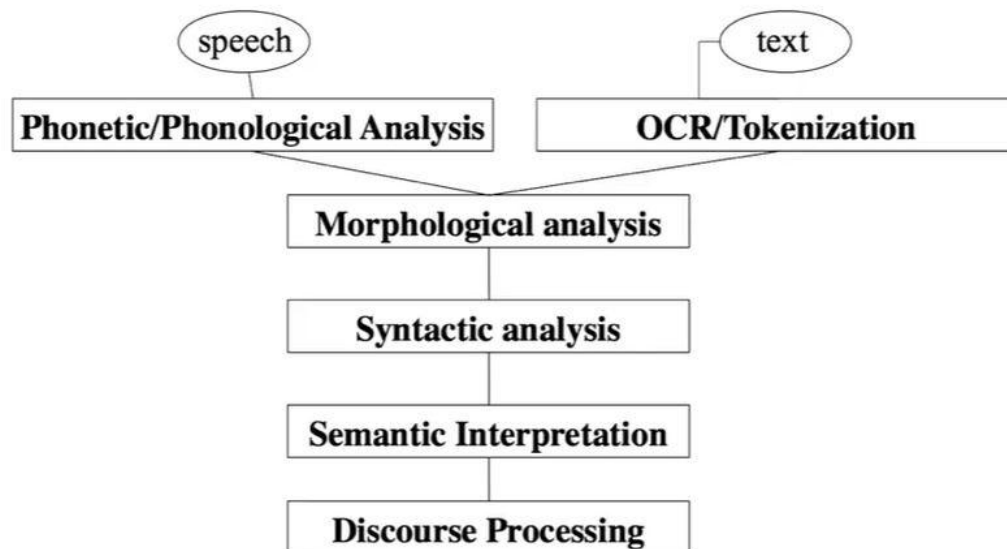 speech
text
Phonetic/Phonological Analysis
OCR/Tokenization
Morphological analysis
Syntactic analysis
Semantic Interpretation
Discourse Processing